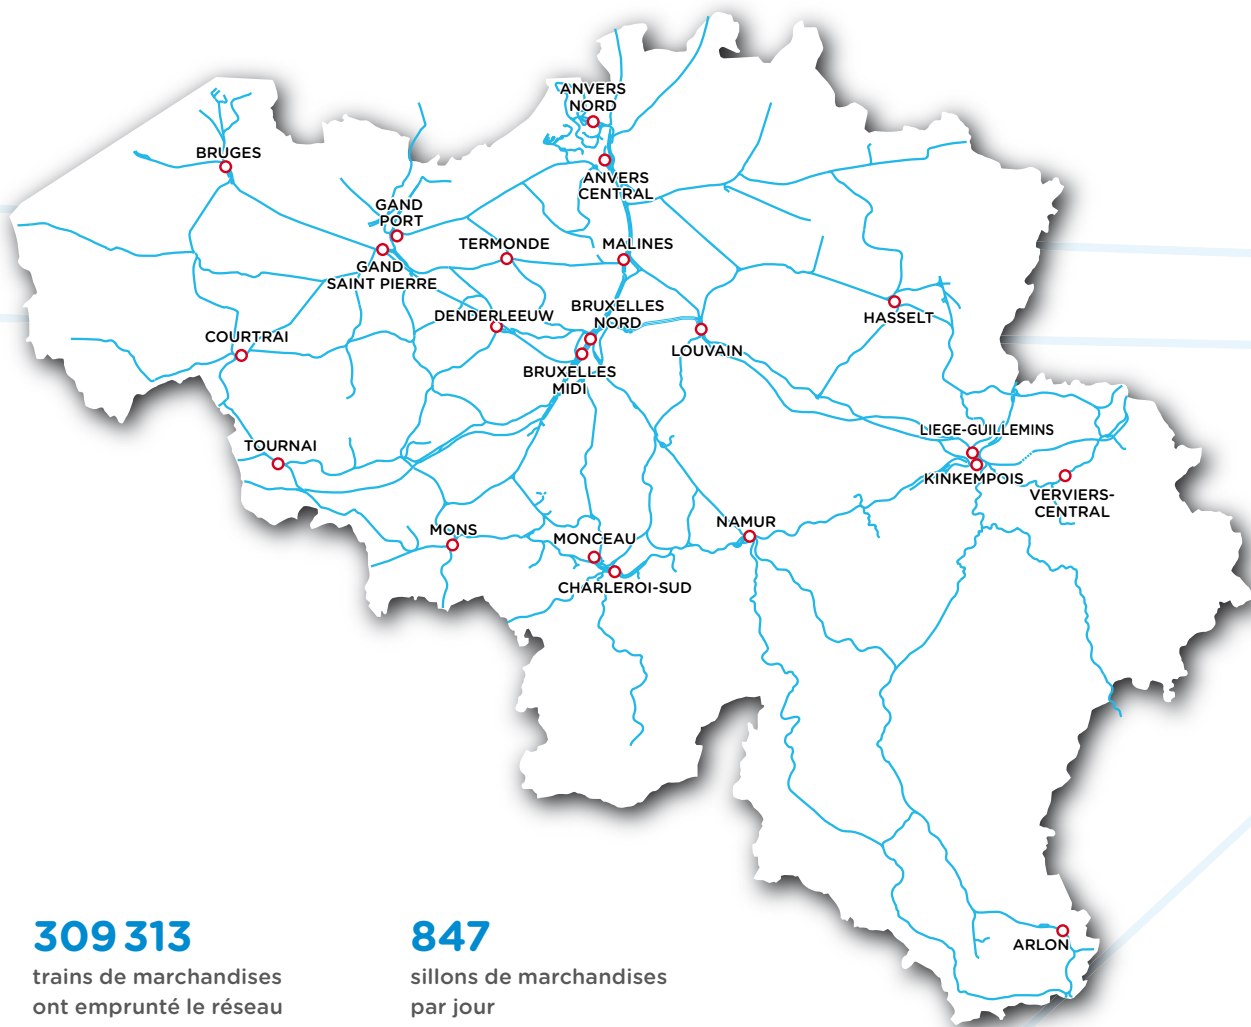 ANVERS
NORD
BRUGES
ANVERS
CENTRAL
GAND
PORT
TERMONDE
MALINES
GAND
SAINT PIERRE
BRUXELLES
NORD
DENDERLEEUW
HASSELT
COURTRAI
LOUVAIN
BRUXELLES
MIDI
LIEGE-GUILLEMINS
TOURNAI
KINKEMPOIS
VERVIERS-
CENTRAL
NAMUR
MONS
MONCEAU
CHARLEROI-SUD
ARLON
309 313
trains de marchandises
ont emprunté le réseau
847
sillons de marchandises
par jour